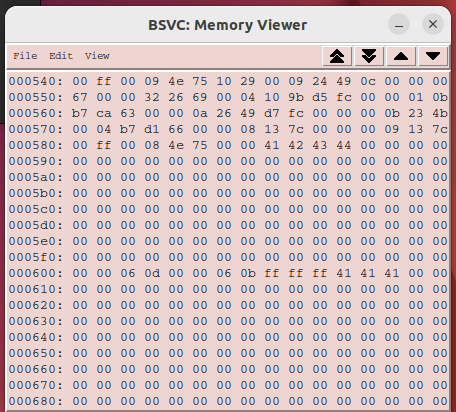 BSVC: Memory Viewer
File Edit View
000540: 00 ff 00 09 4e 75 10 29 00 09 24 49 0c 00 00 00
000550: 67 00 00 32 26 69 00 04 10 9b d5 fc 00 00 01 0b
000560: b7 ca 63 00 00 0a 26 49 d7 fc 00 00 00 0b 23 4b
000570: 00 04 b7 d1 66 00 00 08 13 7c 00 00 00 09 13 7c
000580: 00 ff 00 08 4e 75 00 00 41 42 43 44 00 00 00 00
000590: 00 00 00 00 00 00 00 00 00 00 00 00 00 00 00 00
0005a0: 00 00 00 00 00 00 00 00 00 00 00 00 00 00 00 00
0005b0: 00 00 00 00 00 00 00 00 00 00 00 00 00 00 00 00
0005c0: 00 00 00 00 00 00 00 00 00 00 00 00 00 00 00 00
0005d0: 00 00 00 00 00 00 00 00 00 00 00 00 00 00 00 00
0005e0: 00 00 00 00 00 00 00 00 00 00 00 00 00 00 00 00
0005f0: 00 00 00 00 00 00 00 00 00 00 00 00 00 00 00 00
000600: 00 00 06 0d 00 00 06 0b ff ff ff 41 41 41 00 00
000610: 00 00 00 00 00 00 00 00 00 00 00 00 00 00 00 00
000620: 00 00 00 00 00 00 00 00 00 00 00 00 00 00 00 00
000630: 00 00 00 00 00 00 00 00 00 00 00 00 00 00 00 00
000640: 00 00 00 00 00 00 00 00 00 00 00 00 00 00 00 00
000650: 00 00 00 00 00 00 00 00 00 00 00 00 00 00 00 00
000660: 00 00 00 00 00 00 00 00 00 00 00 00 00 00 00 00
000670: 00 00 00 00 00 00 00 00 00 00 00 00 00 00 00 00
000680: 00 00 00 00 00 00 00 00 00 00 00 00 00 00 00 00